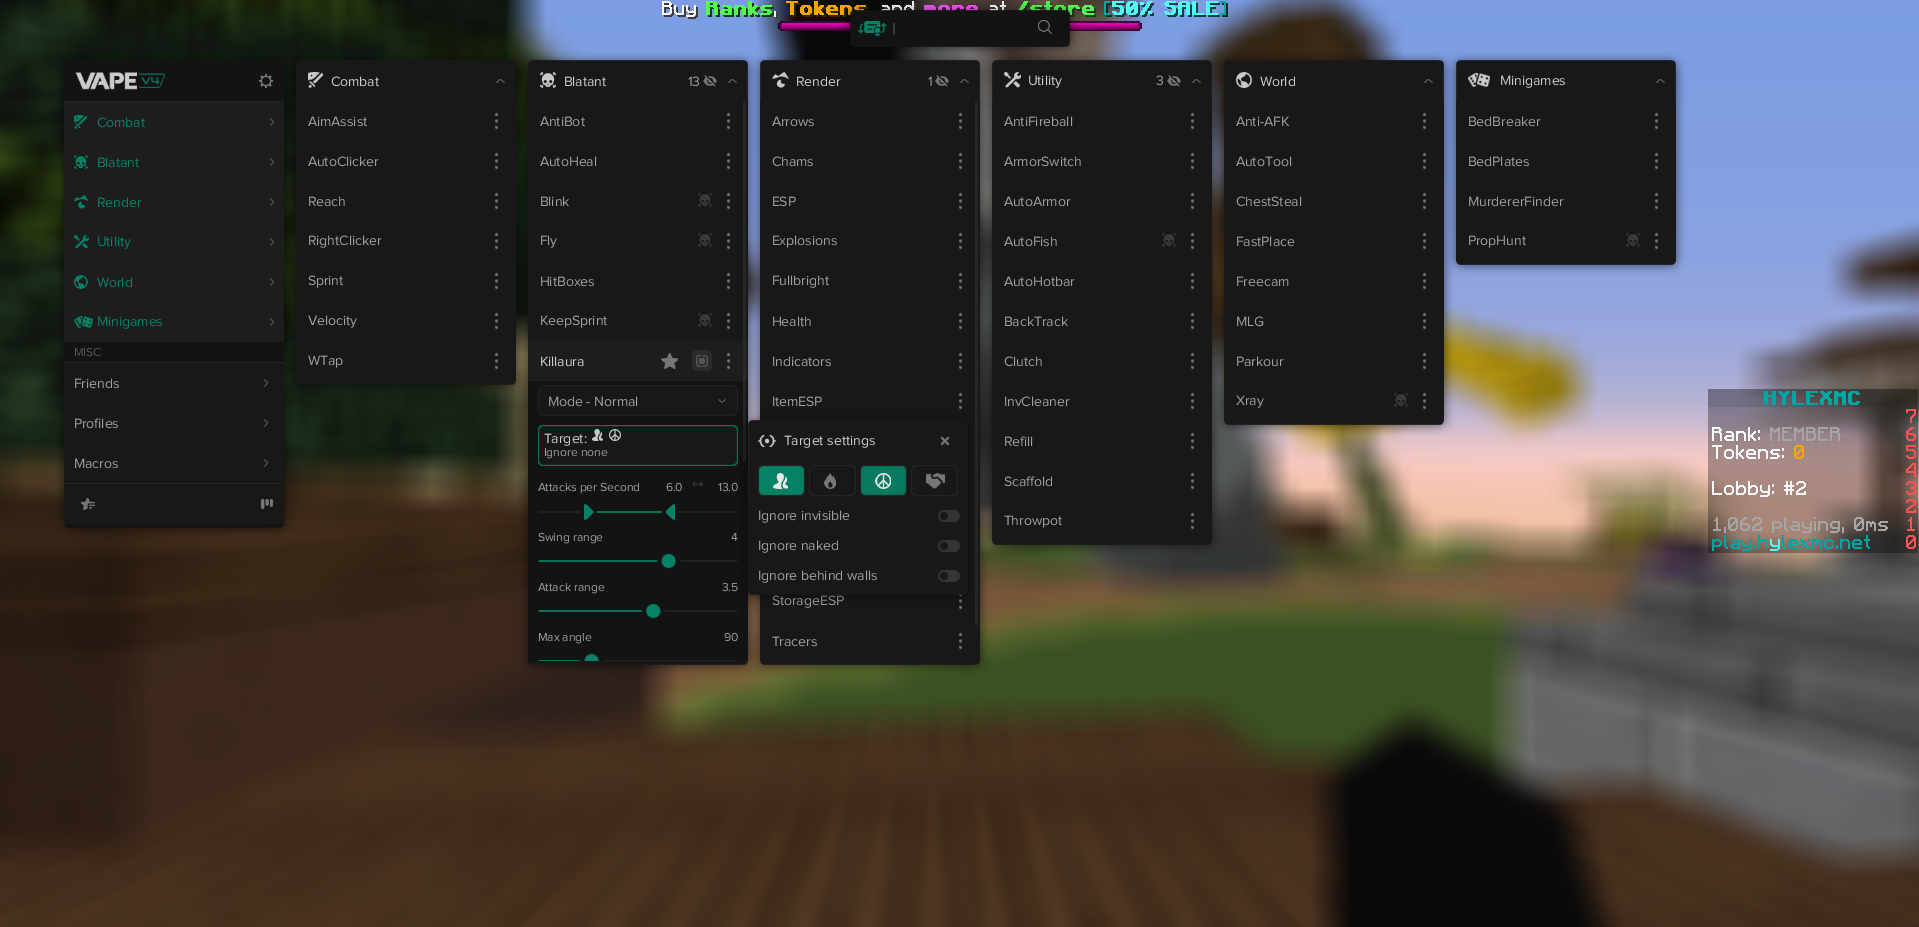 Buy Ranks, Tokens, and more at /store [50% SALE]
VAPE V4
Combat
Blatant
Render
Utility
World
Minigames
MISC
Friends
Profiles
Macros
Combat
AimAssist
AutoClicker
Reach
RightClicker
Sprint
Velocity
WTap
Blatant 13
AntiBot
AutoHeal
Blink
Fly
HitBoxes
KeepSprint
Killaura
Mode - Normal
Target:
Ignore none
Attacks per Second 6.0 13.0
Swing range 4
Attack range 3.5
Max angle 90
Render 1
Arrows
Chams
ESP
Explosions
Fullbright
Health
Indicators
ItemESP
Target settings
Ignore invisible
Ignore naked
Ignore behind walls
StorageESP
Tracers
Utility 3
AntiFireball
ArmorSwitch
AutoArmor
AutoFish
AutoHotbar
BackTrack
Clutch
InvCleaner
Refill
Scaffold
Throwpot
World
Anti-AFK
AutoTool
ChestSteal
FastPlace
Freecam
MLG
Parkour
Xray
Minigames
BedBreaker
BedPlates
MurdererFinder
PropHunt
HYLEXMC
7
Rank: MEMBER 6
Tokens: 0 5
4
Lobby: #2 3
2
1,062 playing, 0ms 1
play.hylexmc.net 0